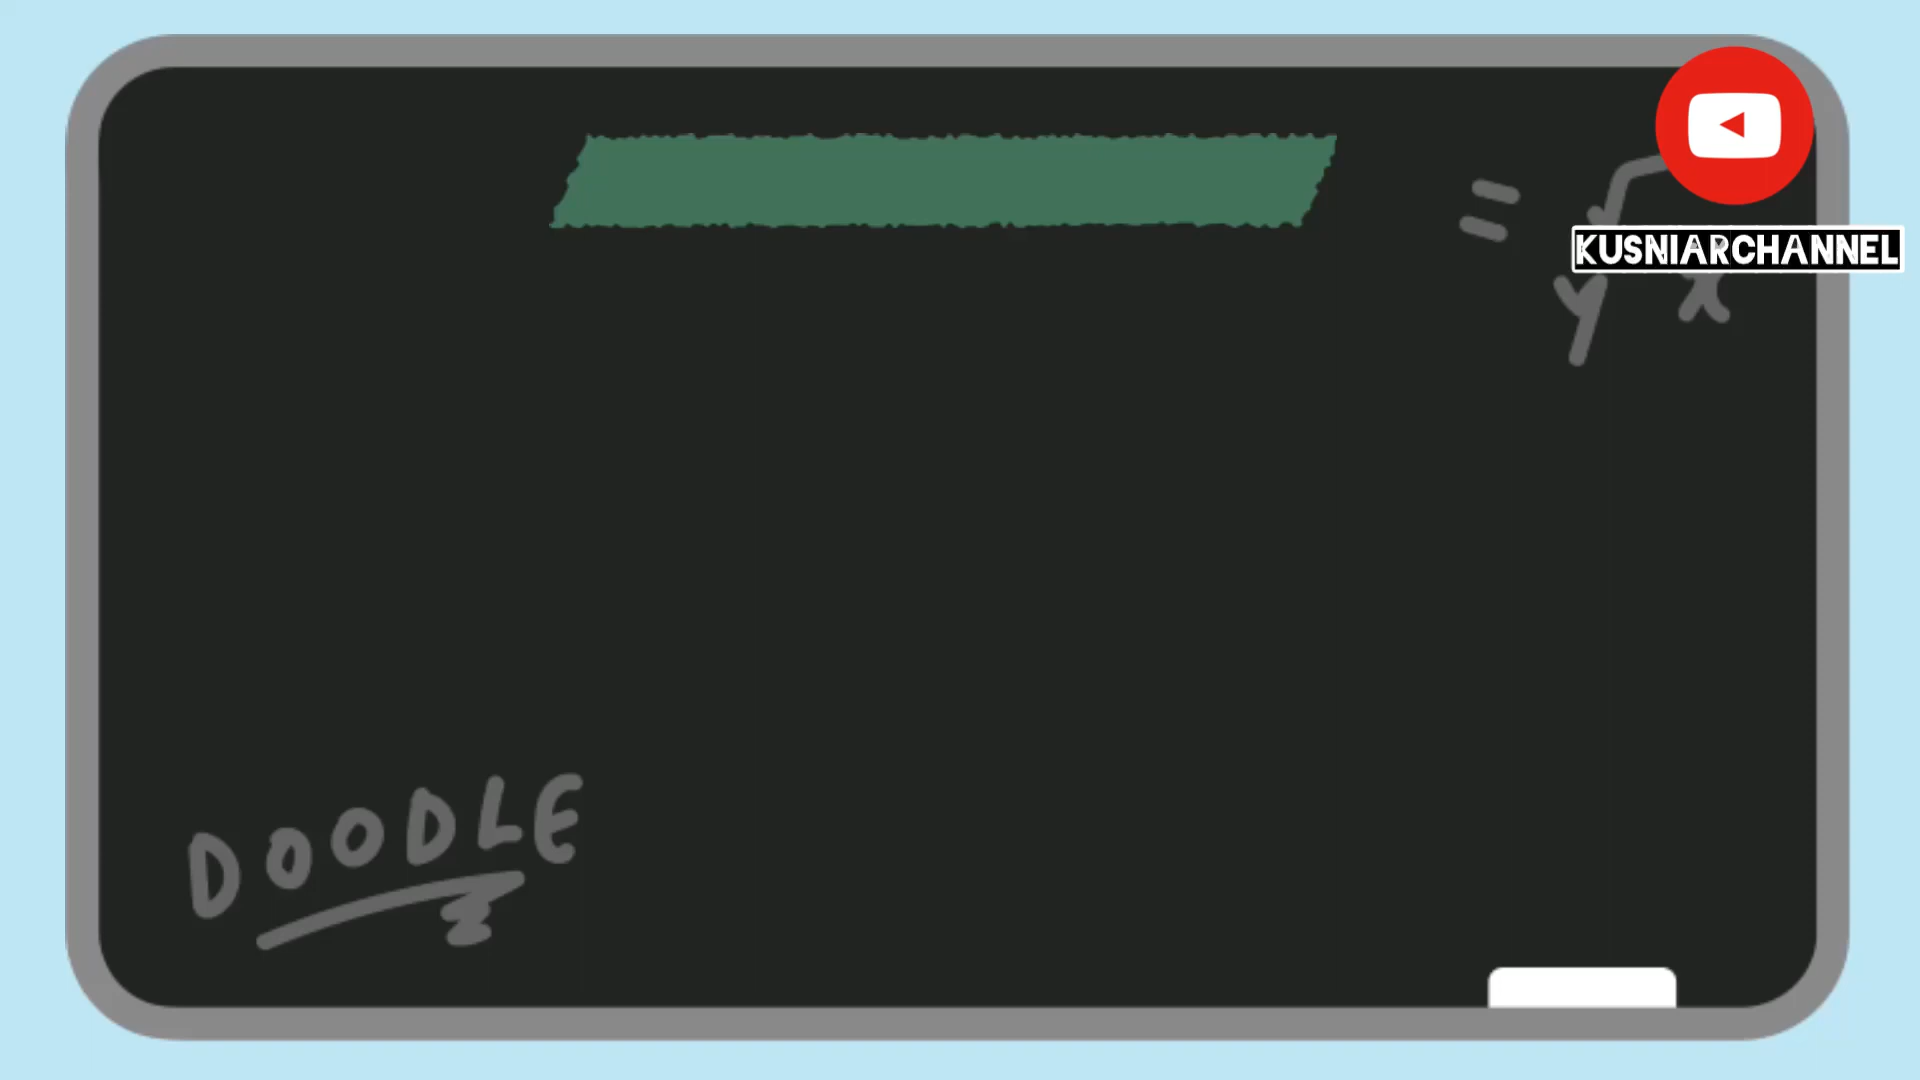 =
KUSNIARCHANNEL
y x
DOODLE